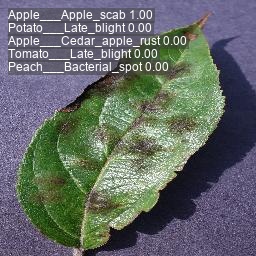 Apple___Apple_scab 1.00
Potato___Late_blight 0.00
Apple___Cedar_apple_rust 0.00
Tomato___Late_blight 0.00
Peach___Bacterial_spot 0.00